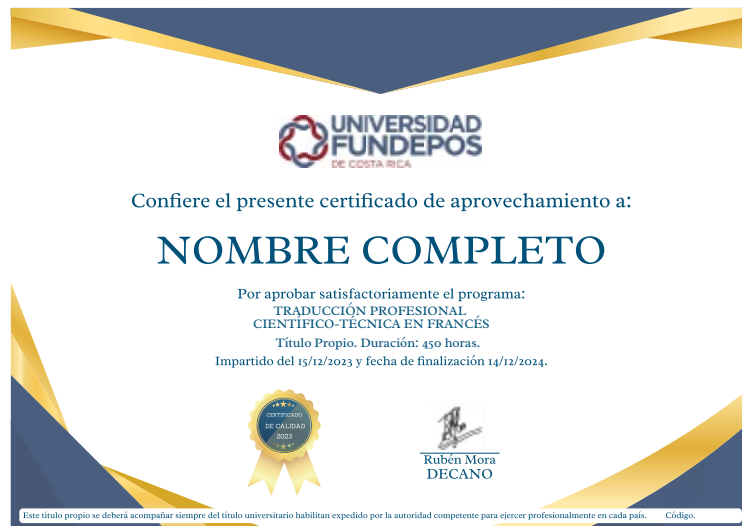 UNIVERSIDAD
FUNDEPOS
DE COSTA RICA
Confiere el presente certificado de aprovechamiento a:
NOMBRE COMPLETO
Por aprobar satisfactoriamente el programa:
TRADUCCIÓN PROFESIONAL
CIENTÍFICO-TÉCNICA EN FRANCÉS
Título Propio. Duración: 450 horas.
Impartido del 15/12/2023 y fecha de finalización 14/12/2024.
CERTIFICADO
DE CALIDAD
2023
Rubén Mora
DECANO
Este título propio se deberá acompañar siempre del título universitario habilitan expedido por la autoridad competente para ejercer profesionalmente en cada país. Código.